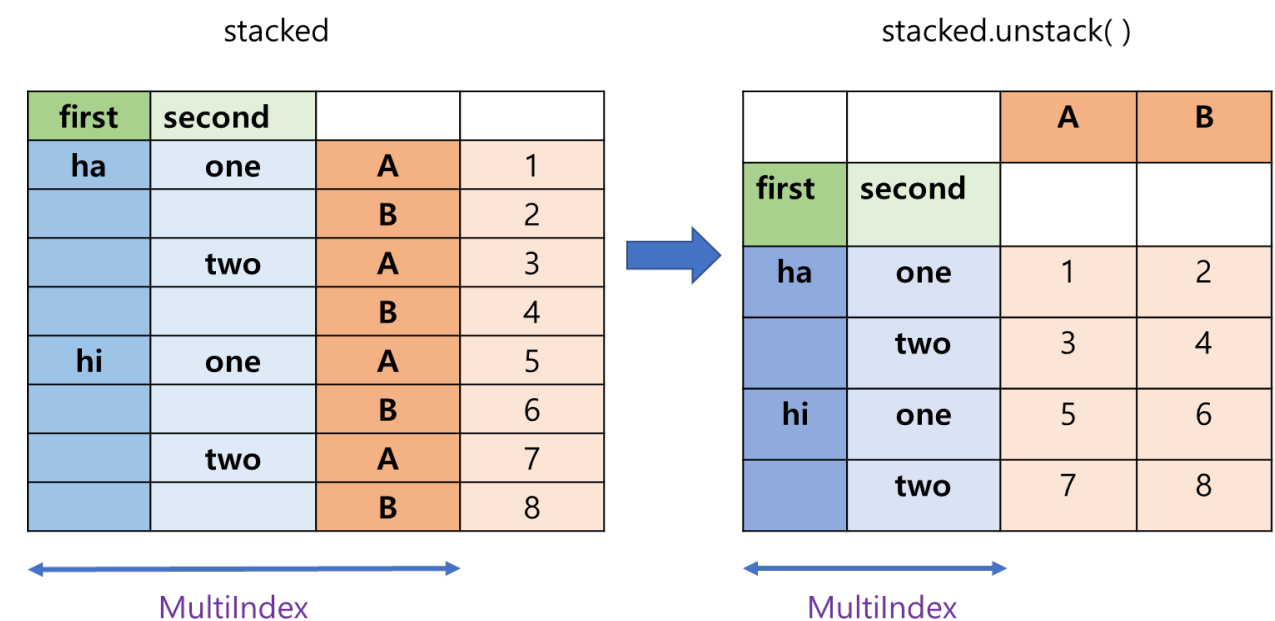 stacked
first second
ha one A 1
B 2
two A 3
B 4
hi one A 5
B 6
two A 7
B 8
MultiIndex
stacked.unstack( )
A B
first second
ha one 1 2
two 3 4
hi one 5 6
two 7 8
MultiIndex